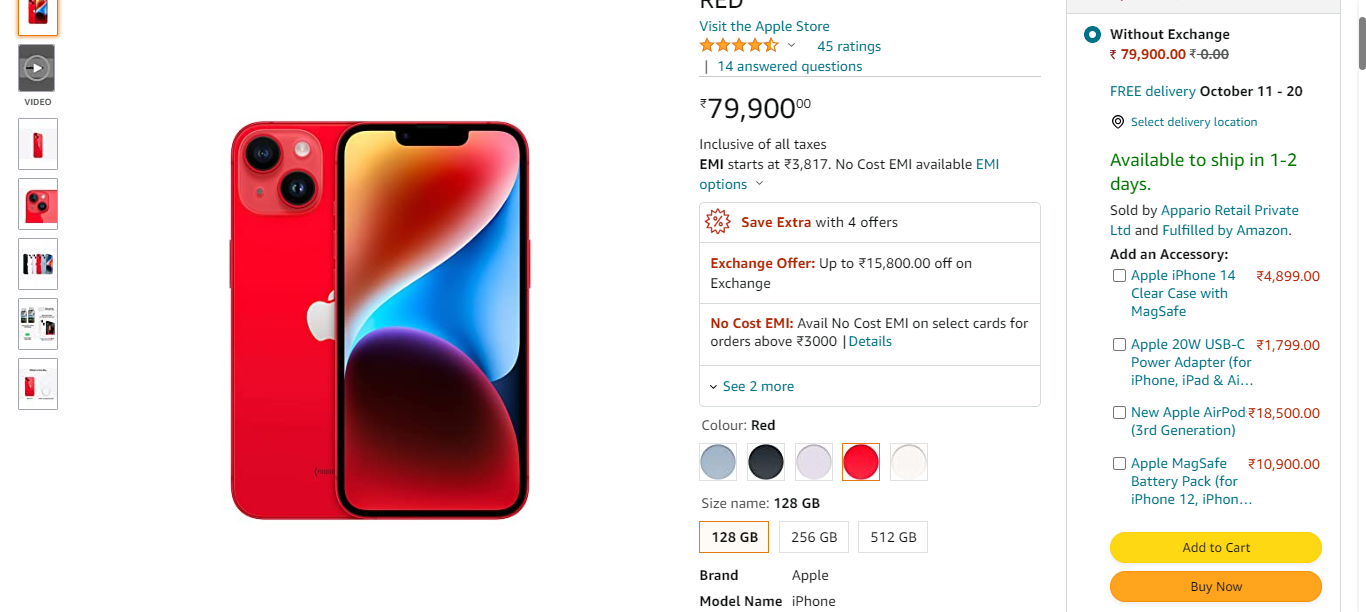 RED
Visit the Apple Store
45 ratings
| 14 answered questions
₹79,90000
Inclusive of all taxes
EMI starts at ₹3,817. No Cost EMI available EMI
options
Save Extra with 4 offers
Exchange Offer: Up to ₹15,800.00 off on
Exchange
No Cost EMI: Avail No Cost EMI on select cards for
orders above ₹3000 | Details
See 2 more
Colour: Red
Size name: 128 GB
128 GB 256 GB 512 GB
Brand Apple
Model Name iPhone
VIDEO
Without Exchange
₹ 79,900.00 ₹ 0.00
FREE delivery October 11 - 20
Select delivery location
Available to ship in 1-2
days.
Sold by Appario Retail Private
Ltd and Fulfilled by Amazon.
Add an Accessory:
Apple iPhone 14 ₹4,899.00
Clear Case with
MagSafe
Apple 20W USB-C ₹1,799.00
Power Adapter (for
iPhone, iPad & Ai…
New Apple AirPod ₹18,500.00
(3rd Generation)
Apple MagSafe ₹10,900.00
Battery Pack (for
iPhone 12, iPhon…
Add to Cart
Buy Now